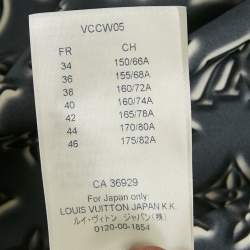 VCCW05
FR CH
34 150/66A
36 155/68A
38 160/72A
40 160/74A
42 165/78A
44 170/80A
46 175/82A
CA 36929
For Japan only:
LOUIS VUITTON JAPAN K.K.
ルイ・ヴィトン ジャパン(株)
0120-00-1854